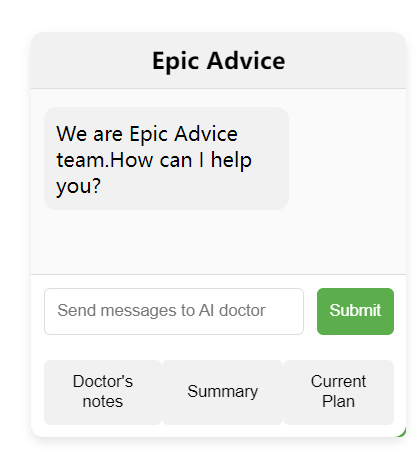 Epic Advice
We are Epic Advice
team.How can I help
you?
Send messages to AI doctor
Submit
Doctor's
notes
Summary
Current
Plan